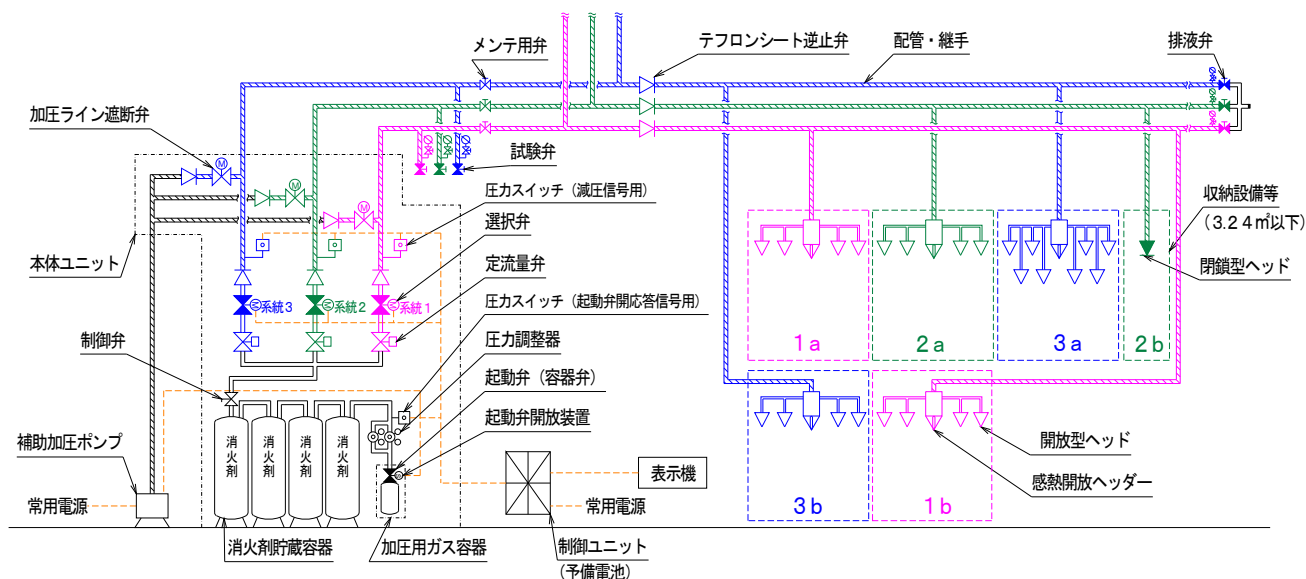 メンテ用弁
テフロンシート逆止弁
配管・継手
排液弁
加圧ライン遮断弁
M
M
M
試験弁
圧力スイッチ（減圧信号用）
収納設備等
（3.24㎡以下）
選択弁
本体ユニット
定流量弁
閉鎖型ヘッド
圧力スイッチ（起動弁開応答信号用）
M系統3
M系統2
M系統1
1a
2a
3a
2b
制御弁
圧力調整器
起動弁（容器弁）
起動弁開放装置
補助加圧ポンプ
消火剤
消火剤
消火剤
消火剤
開放型ヘッド
表示機
感熱開放ヘッダー
常用電源
常用電源
3b
1b
消火剤貯蔵容器
加圧用ガス容器
制御ユニット
（予備電池）